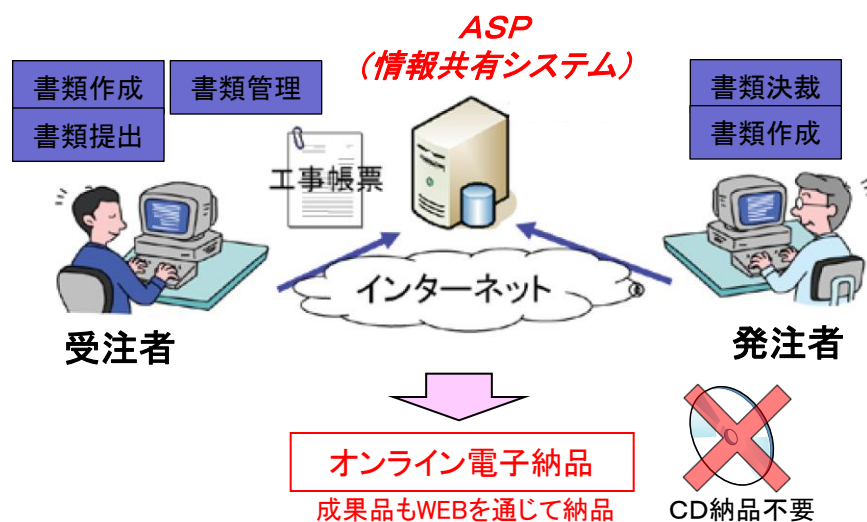 ASP
(情報共有システム)
書類作成
書類管理
書類提出
書類決裁
書類作成
工事帳票
インターネット
受注者
発注者
オンライン電子納品
成果品もWEBを通じて納品
CD納品不要